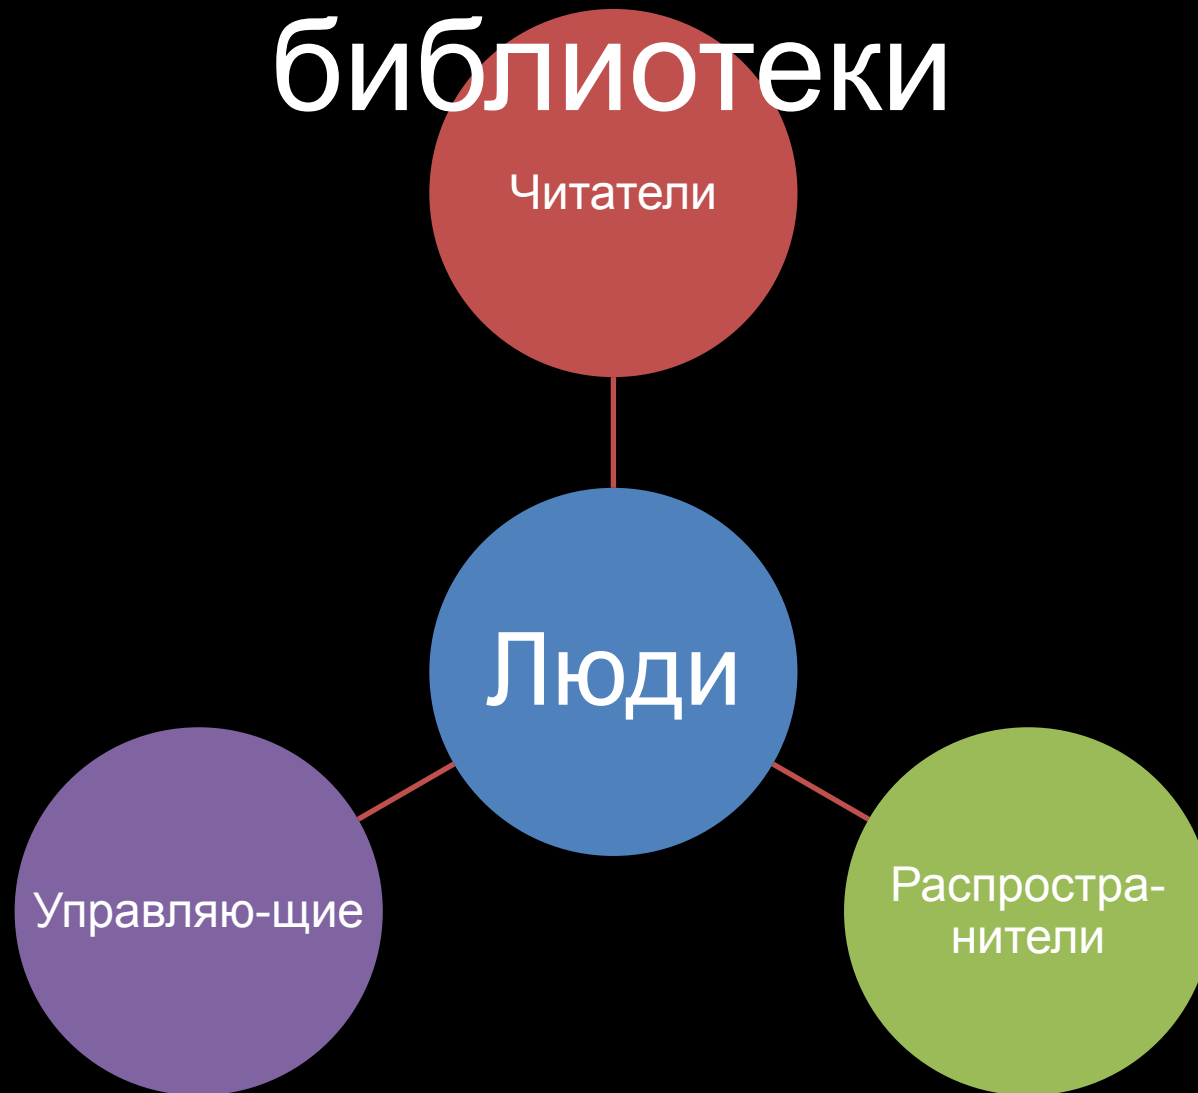 библиотеки
Читатели
Люди
Управляю-щие
Распростра-
нители